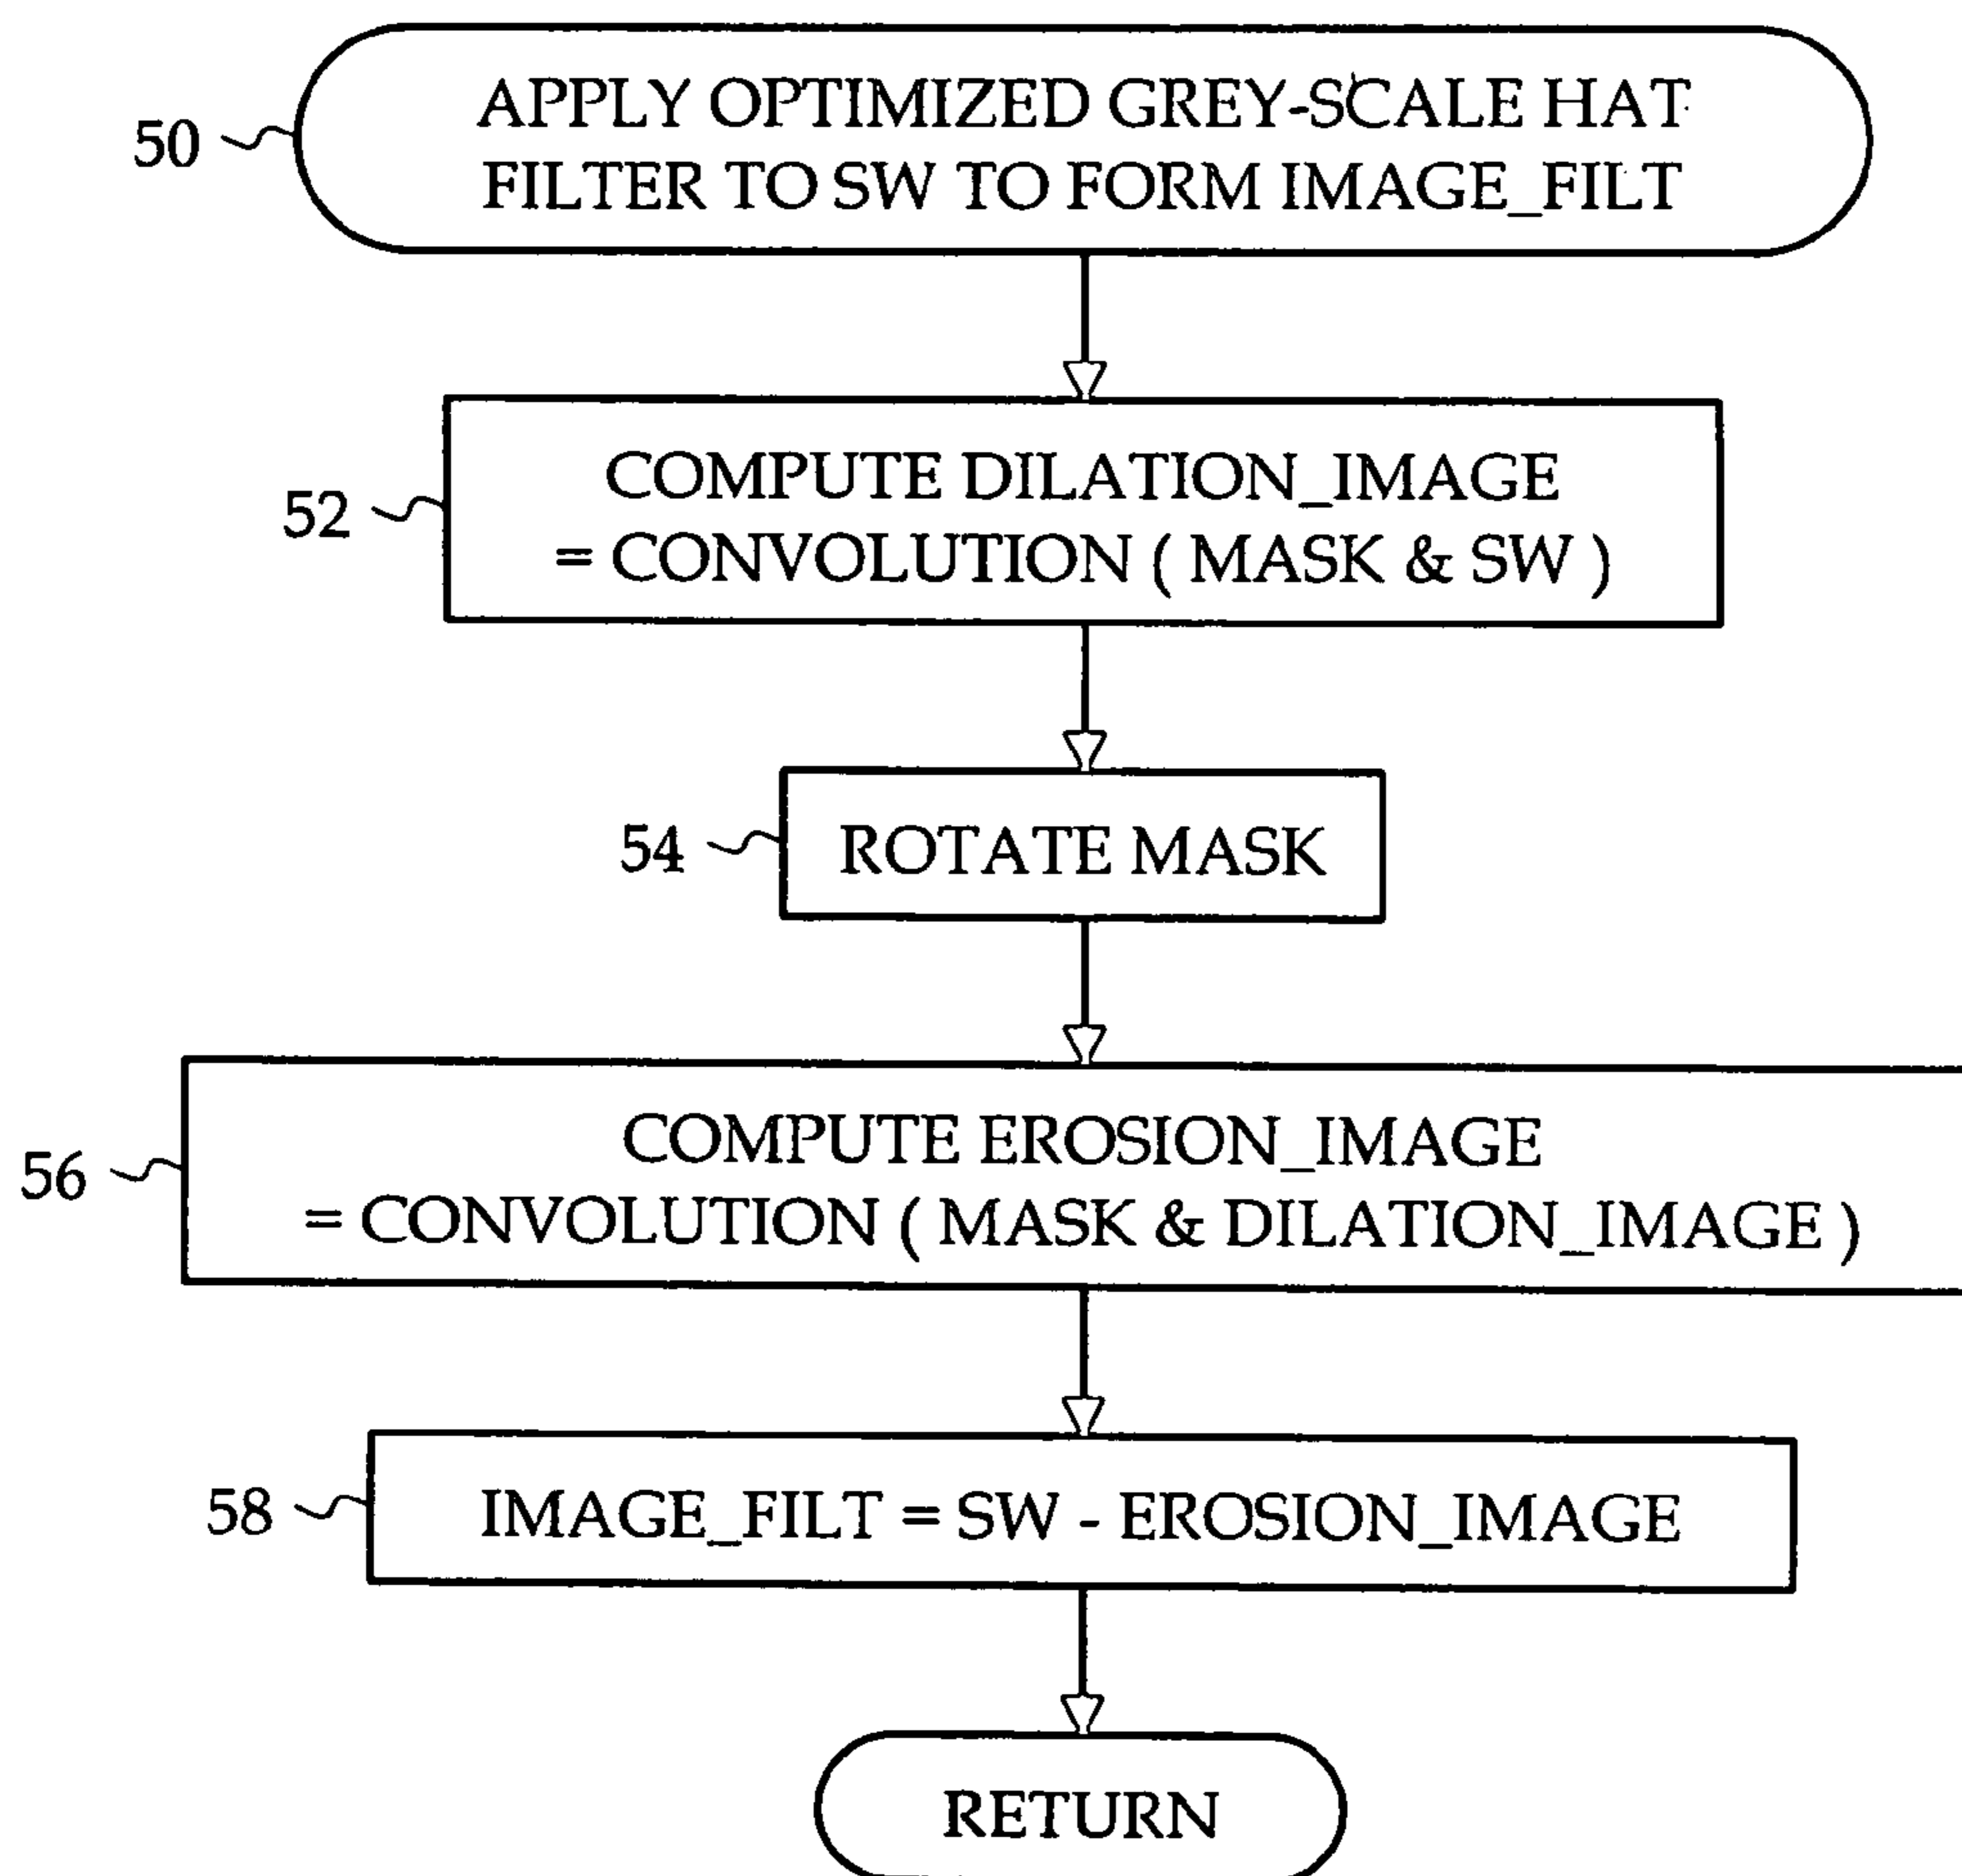 50
APPLY OPTIMIZED GREY-SCALE HAT
FILTER TO SW TO FORM IMAGE_FILT
52
COMPUTE DILATION_IMAGE
= CONVOLUTION ( MASK & SW )
54
ROTATE MASK
56
COMPUTE EROSION_IMAGE
= CONVOLUTION ( MASK & DILATION_IMAGE )
58
IMAGE_FILT = SW - EROSION_IMAGE
RETURN